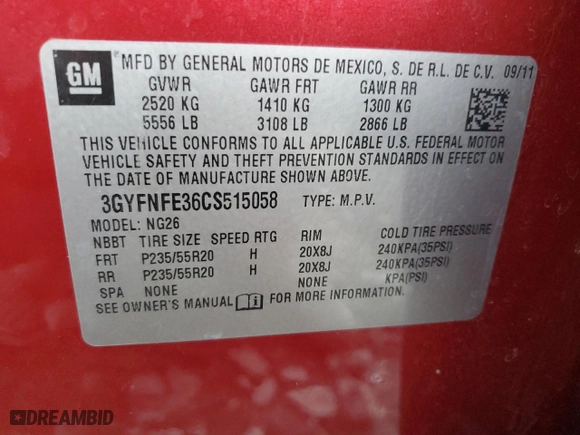 GM
MFD BY GENERAL MOTORS DE MEXICO, S. DE R.L. DE C.V. 09/11
GVWR GAWR FRT GAWR RR
2520 KG 1410 KG 1300 KG
5556 LB 3108 LB 2866 LB
THIS VEHICLE CONFORMS TO ALL APPLICABLE U.S. FEDERAL MOTOR
VEHICLE SAFETY AND THEFT PREVENTION STANDARDS IN EFFECT ON
THE DATE OF MANUFACTURE SHOWN ABOVE.
3GYFNFE36CS515058 TYPE: M.P.V.
MODEL: NG26
NBBT TIRE SIZE SPEED RTG RIM COLD TIRE PRESSURE
FRT P235/55R20 H 20X8J 240KPA(35PSI)
RR P235/55R20 H 20X8J 240KPA(35PSI)
SPA NONE NONE KPA(PSI)
SEE OWNER'S MANUAL FOR MORE INFORMATION.
DREAMBID